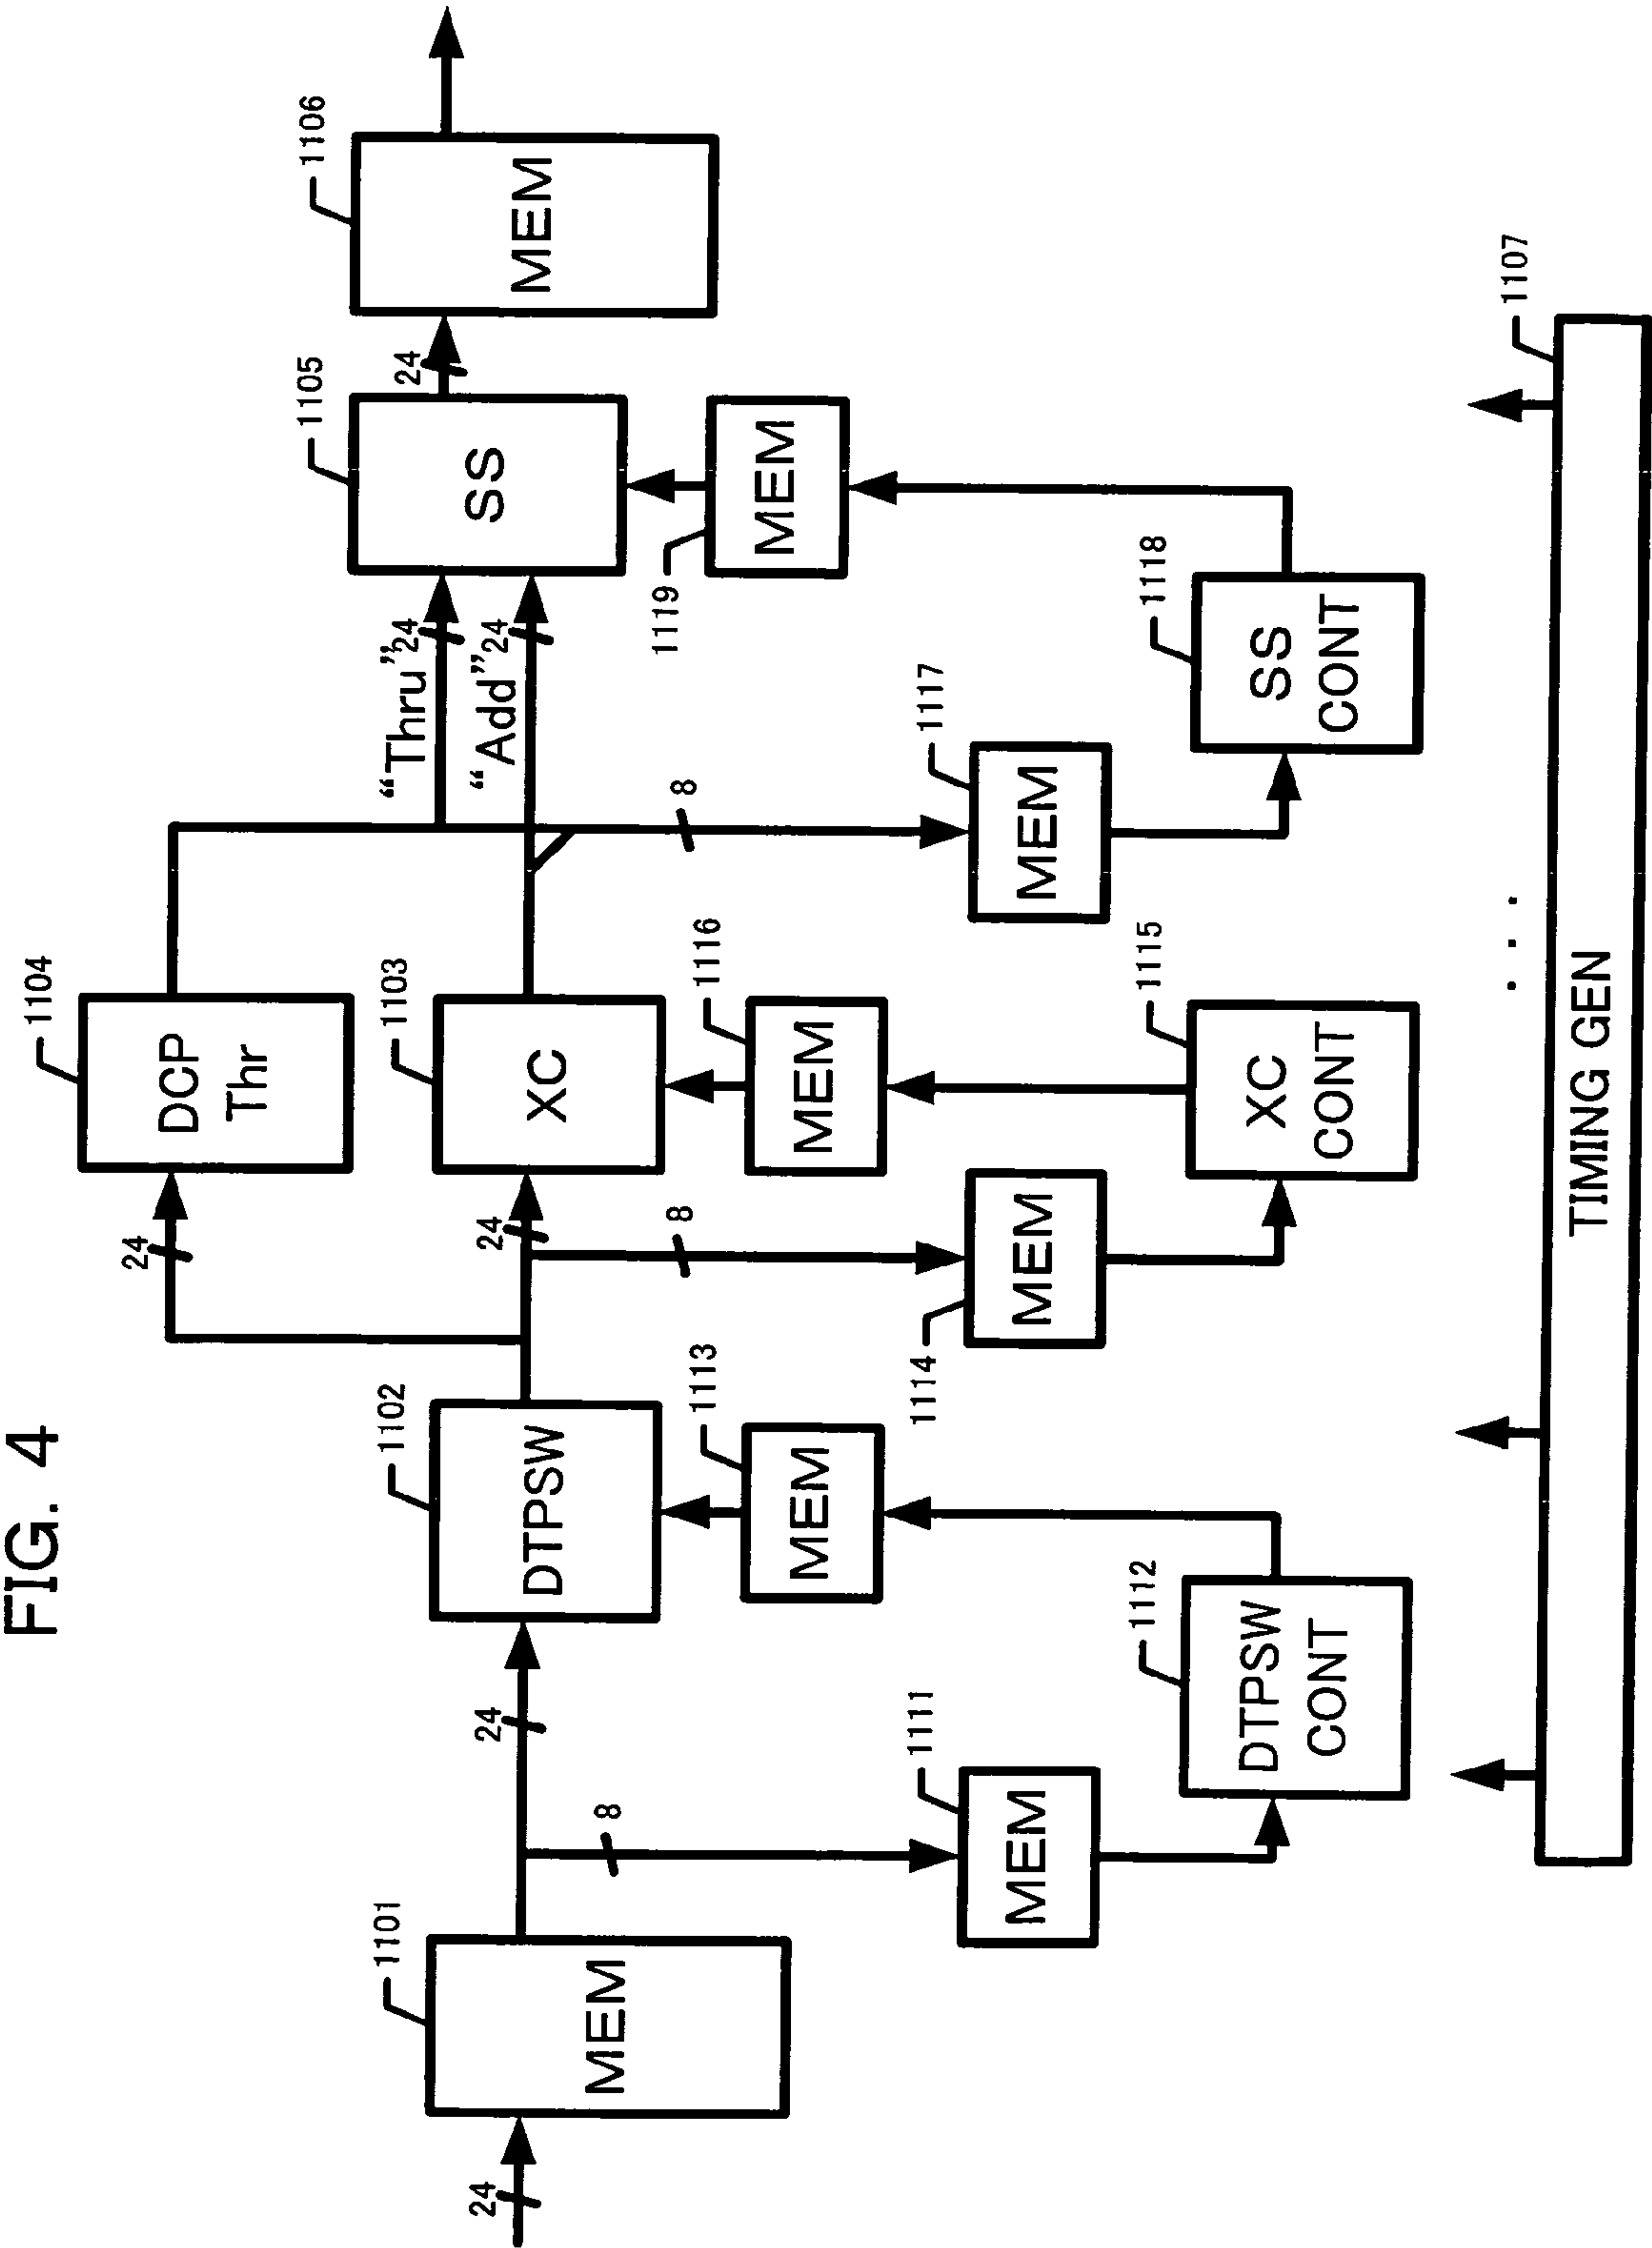 FIG. 4
1104
DCP
Thr
24
1101
MEM
24
24
8
1102
DTPSW
24
1103
XC
"Thru"
24
"Add"
24
1105
SS
24
1106
MEM
1113
MEM
8
1116
MEM
8
1119
MEM
1111
MEM
1114
MEM
1117
MEM
1112
DTPSW
CONT
1115
XC
CONT
1118
SS
CONT
. . .
1107
TIMING GEN